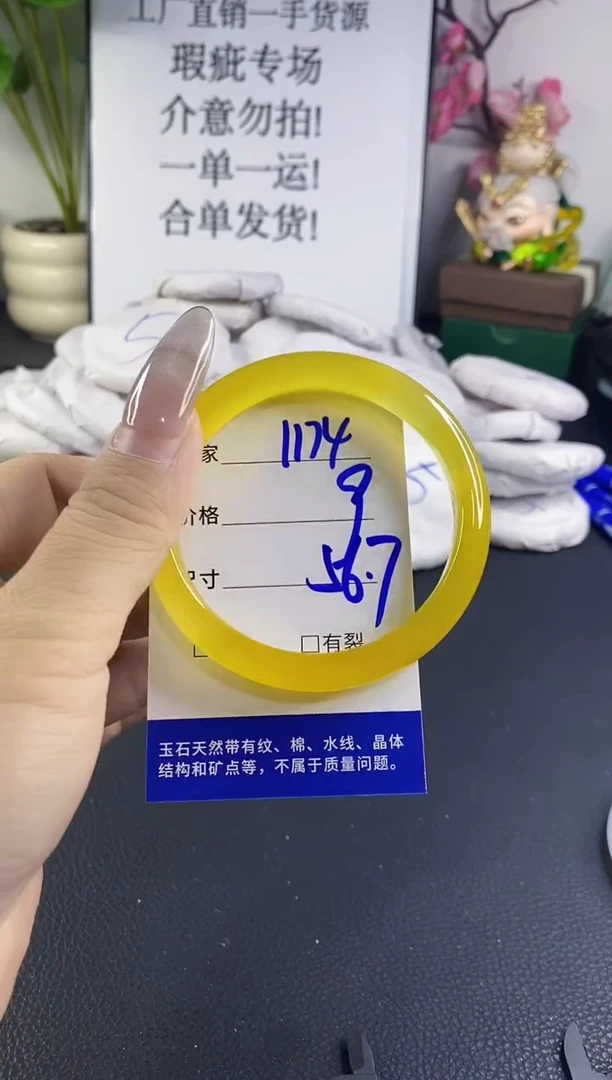 工厂直销一手货源
瑕疵专场
介意勿拍!
一单一运!
合单发货!
家 1174
价格 9
尺寸 56.7
□有裂
玉石天然带有纹、棉、水线、晶体
结构和矿点等，不属于质量问题。